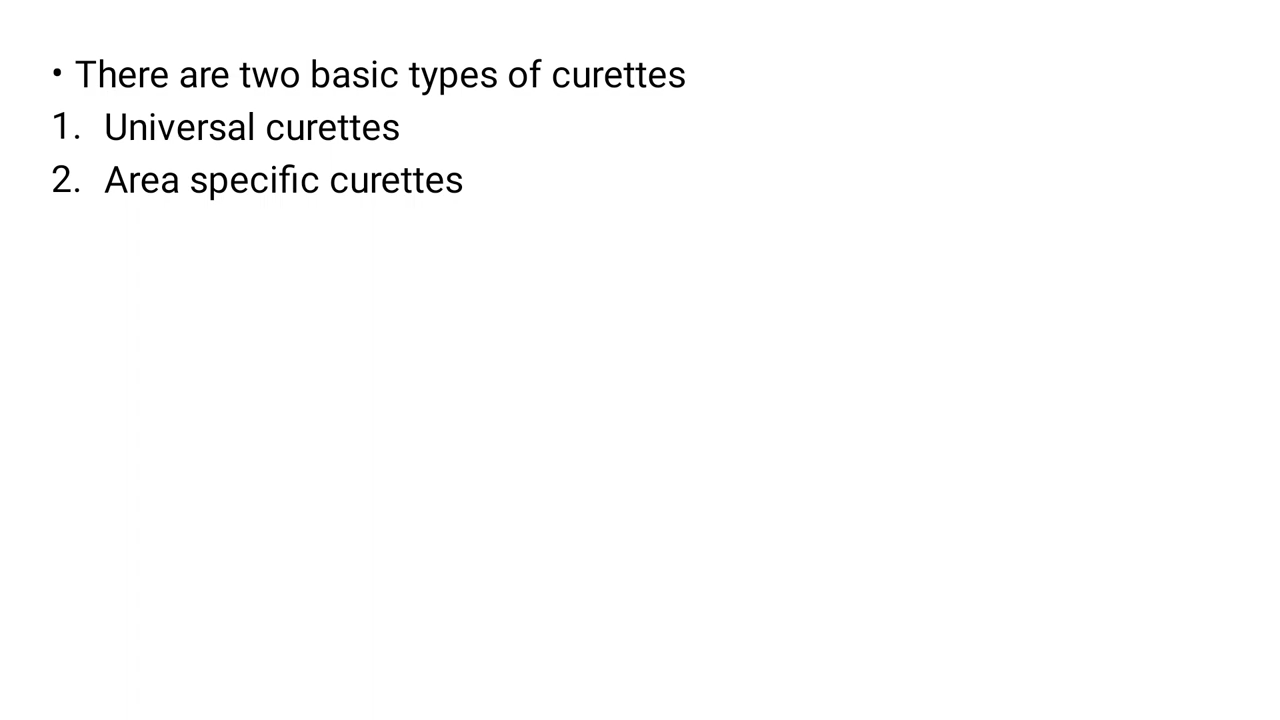 • There are two basic types of curettes
1. Universal curettes
2. Area specific curettes